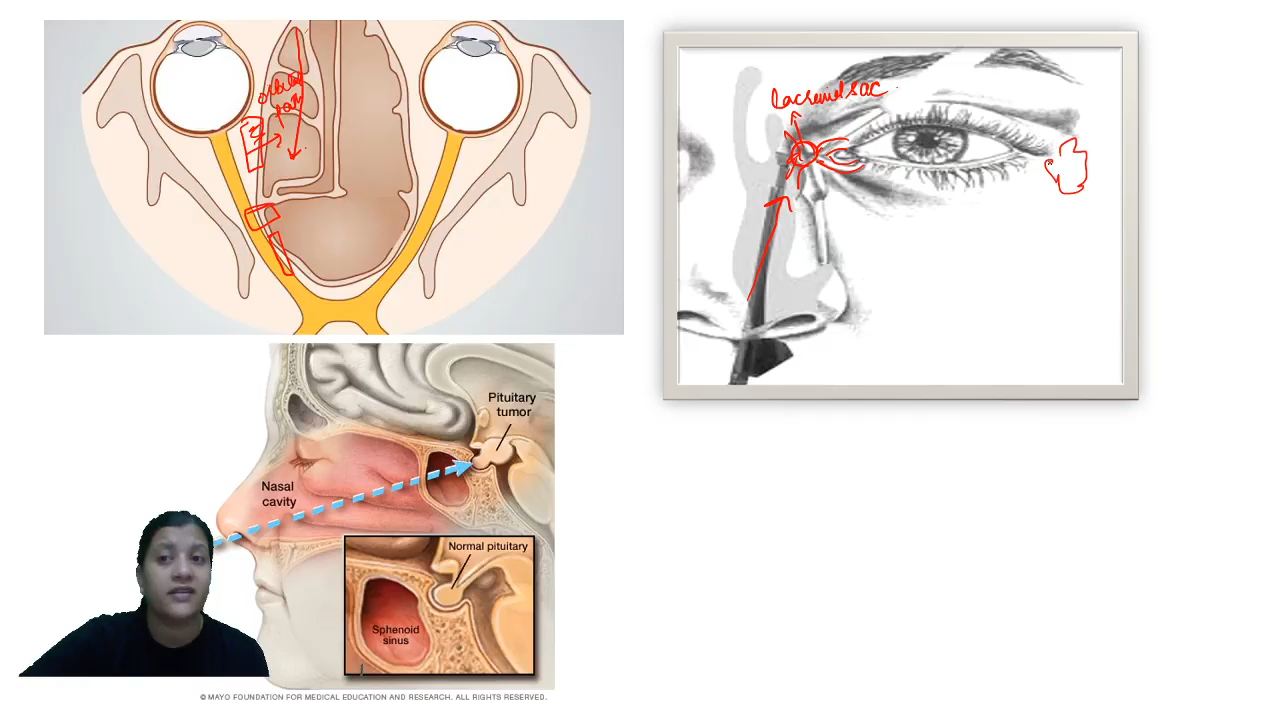 orbital
lacrimal sac
Pituitary
tumor
Nasal
cavity
Normal pituitary
Sphenoid
sinus
© MAYO FOUNDATION FOR MEDICAL EDUCATION AND RESEARCH. ALL RIGHTS RESERVED.